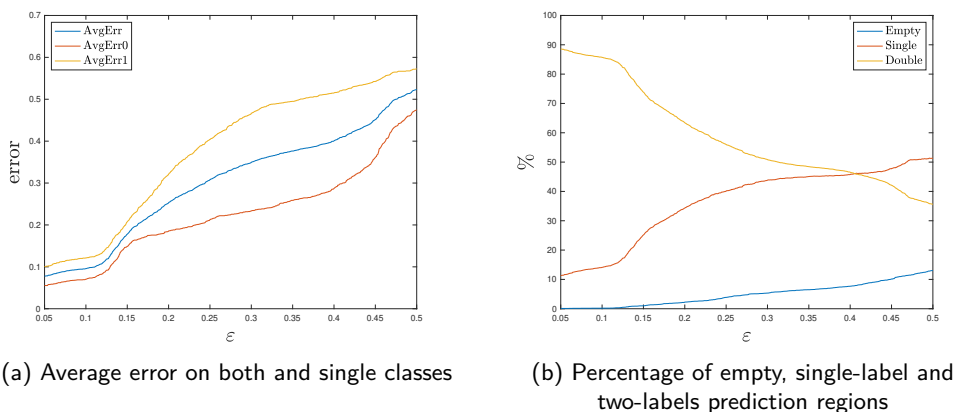 0.7
0.6
0.5
0.4
0.3
0.2
0.1
0
error
AvgErr
AvgErr0
AvgErr1
0.05 0.1 0.15 0.2 0.25 0.3 0.35 0.4 0.45 0.5
ε
(a) Average error on both and single classes
100
90
80
70
60
50
40
30
20
10
0
%
Empty
Single
Double
0.05 0.1 0.15 0.2 0.25 0.3 0.35 0.4 0.45 0.5
ε
(b) Percentage of empty, single-label and
two-labels prediction regions